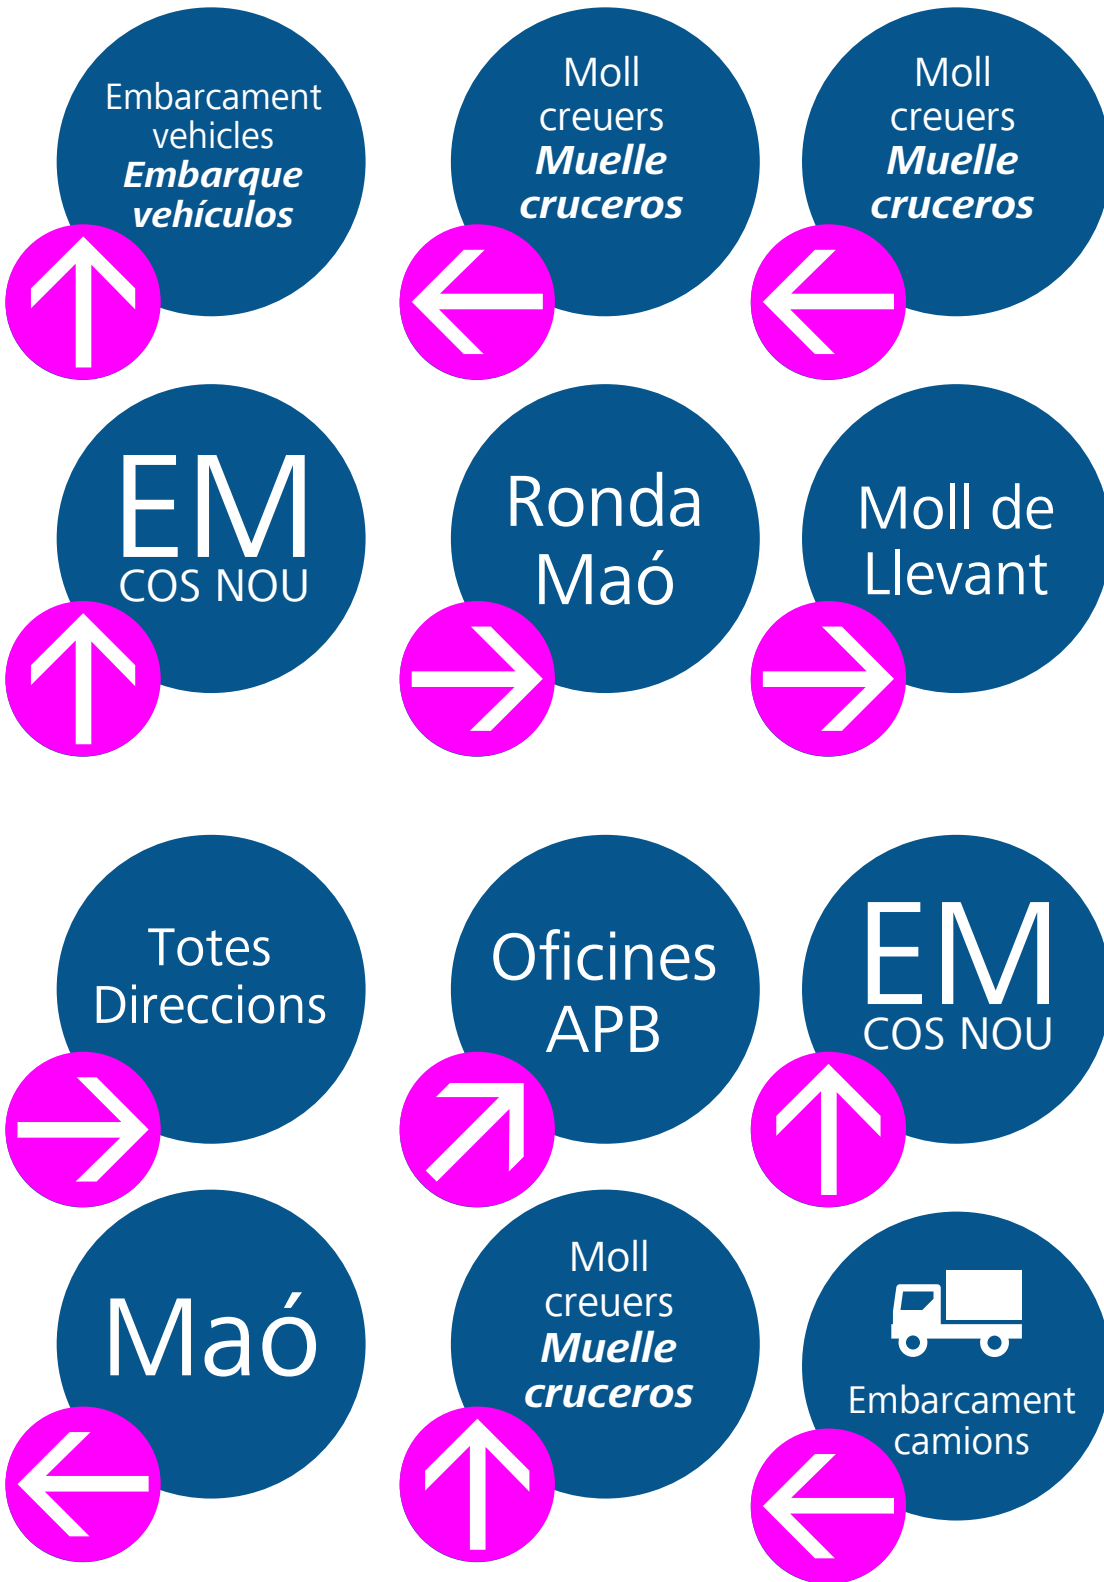 Embarcament
vehicles
Embarque
vehículos
Moll
creuers
Muelle
cruceros
Moll
creuers
Muelle
cruceros
EM
COS NOU
Ronda
Maó
Moll de
Llevant
Totes
Direccions
Oficines
APB
EM
COS NOU
Maó
Moll
creuers
Muelle
cruceros
Embarcament
camions